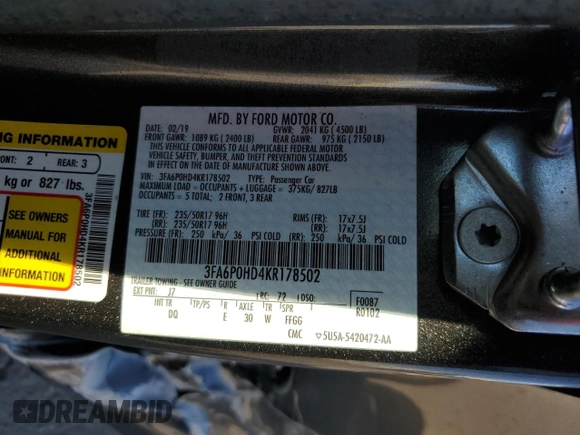 MFD. BY FORD MOTOR CO.
DATE: 02/19 GVWR: 2041 KG (4500 LB)
FRONT GAWR: 1089 KG (2400 LB) REAR GAWR: 975 KG (2150 LB)
THIS VEHICLE CONFORMS TO ALL APPLICABLE FEDERAL MOTOR
VEHICLE SAFETY, BUMPER, AND THEFT PREVENTION STANDARDS
IN EFFECT ON THE DATE OF MANUFACTURE SHOWN ABOVE
VIN: 3FA6P0HD4KR178502 TYPE: Passenger Car
MAXIMUM LOAD = OCCUPANTS + LUGGAGE = 375KG/827LB
OCCUPANTS = 5 TOTAL; 2 FRONT, 3 REAR
TIRE (FR): 235/50R17 96H RIMS (FR): 17x7.5J
(RR): 235/50R17 96H (RR): 17x7.5J
PRESSURE (FR) 250 kPa/ 36 PSI COLD (RR) 250 kPa/ 36 PSI COLD
3FA6P0HD4KR178502
TRAILER TOWING - SEE OWNER GUIDE
EXT PNT: J7 RC: 72 DSO: F0087
INT TR TP/PS R AXLE TR SPR R0102
DQ E 30 W FFGG
CMC SU5A-5420472-AA
NG INFORMATION
ONT: 2 REAR: 3
kg or 827 lbs.
SEE OWNERS
MANUAL FOR
ADDITIONAL
INFORMATION
3FA6P0HD4KR178502
DREAMBID